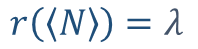 r(⟨N⟩) = λ